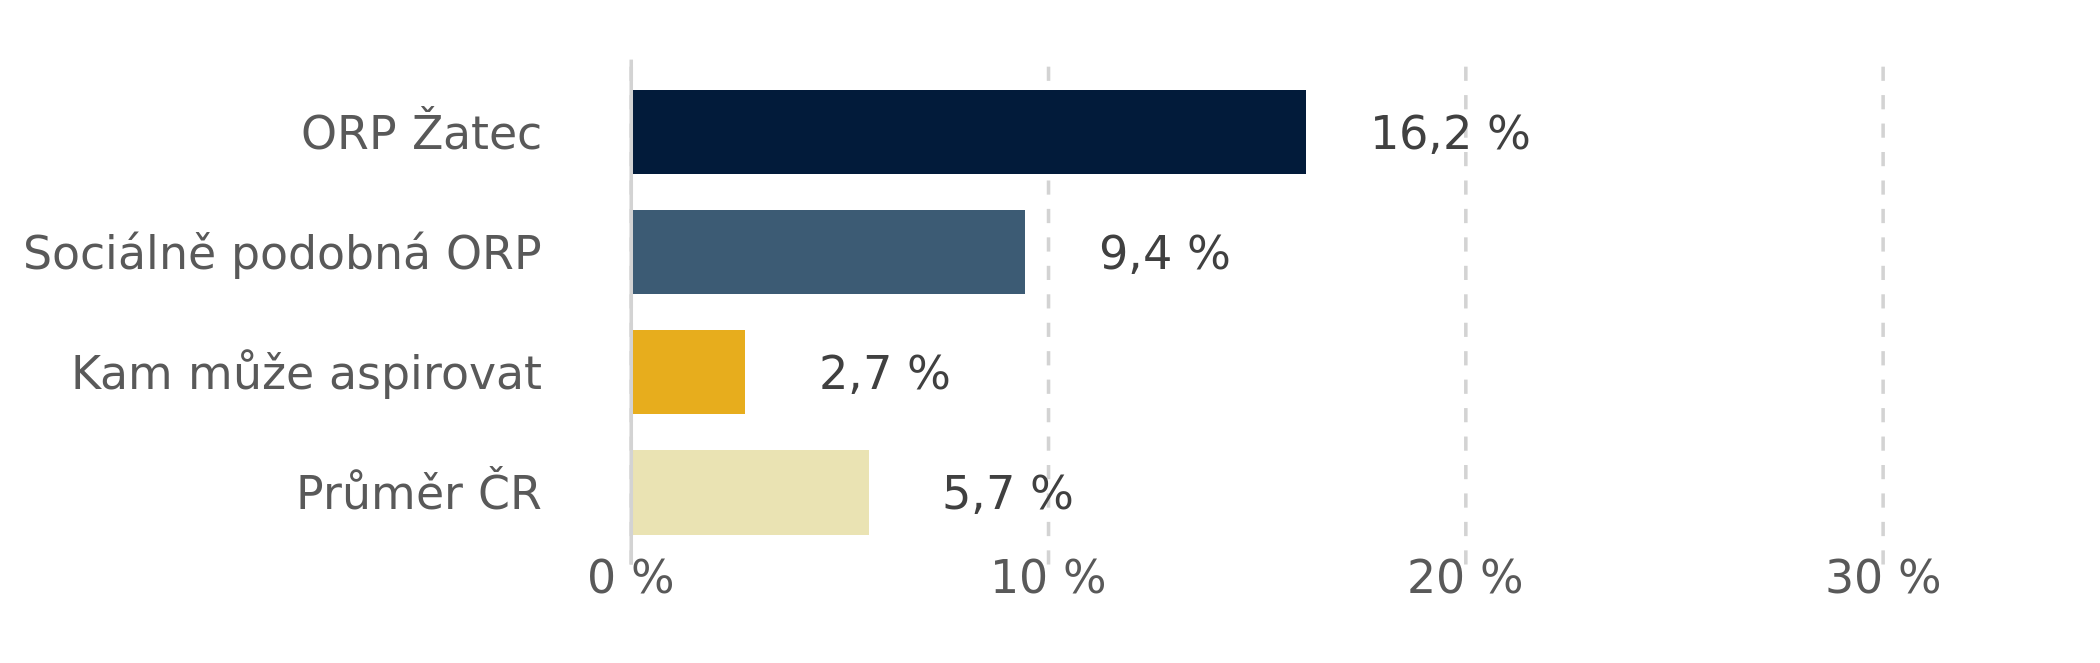 ORP Žatec
16,2 %
Sociálně podobná ORP
9,4 %
Kam může aspirovat
2,7 %
Průměr ČR
5,7 %
0 %
10 %
20 %
30 %